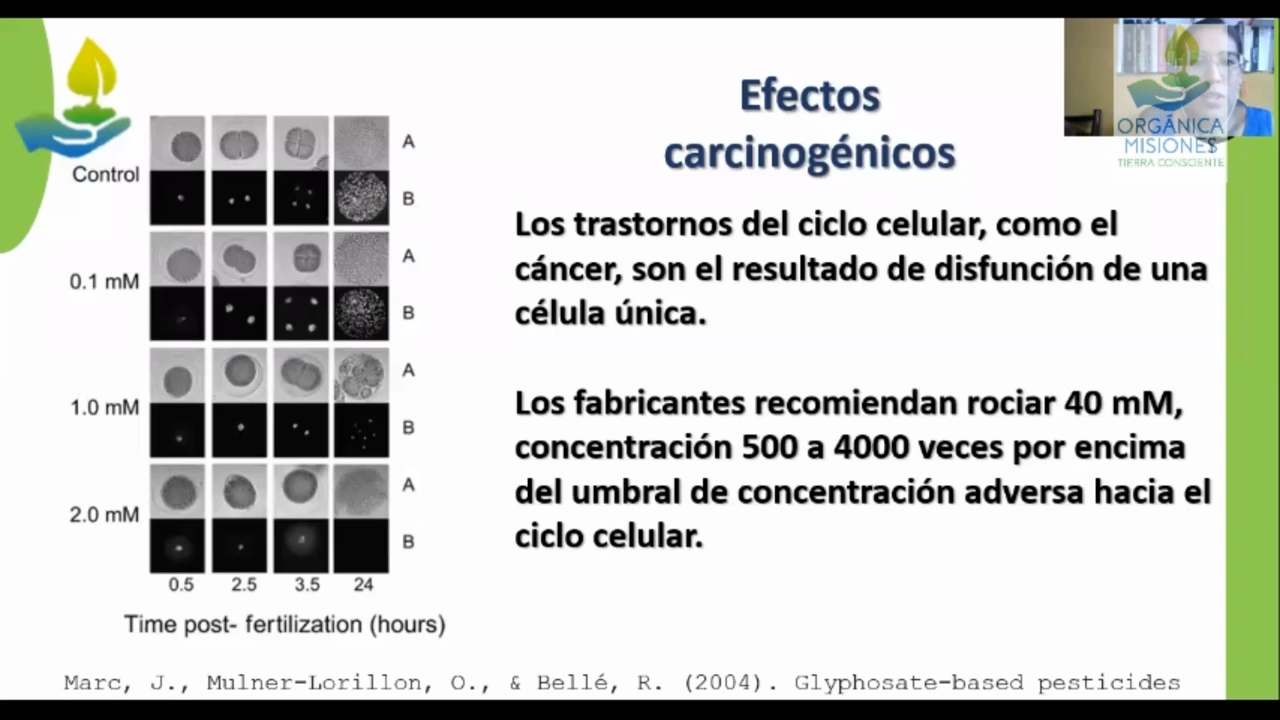 Efectos
carcinogénicos
ORGÁNICA
MISIONES
TIERRA CONSCIENTE
Los trastornos del ciclo celular, como el
cáncer, son el resultado de disfunción de una
célula única.
Los fabricantes recomiendan rociar 40 mM,
concentración 500 a 4000 veces por encima
del umbral de concentración adversa hacia el
ciclo celular.
Control
A
B
0.1 mM
A
B
1.0 mM
A
B
2.0 mM
A
B
0.5 2.5 3.5 24
Time post- fertilization (hours)
Marc, J., Mulner-Lorillon, O., & Bellé, R. (2004). Glyphosate-based pesticides